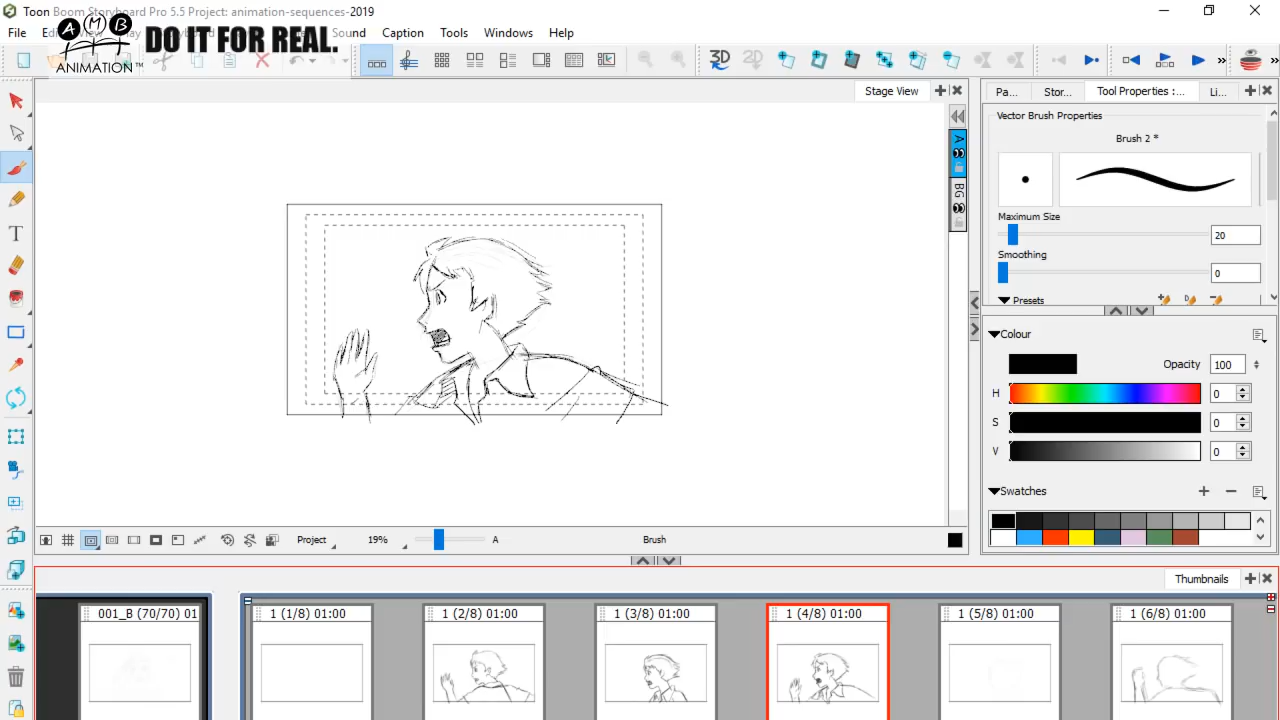 Toon Boom Storyboard Pro 5.5 Project: animation-sequences-2019
AMB
ANIMATION™
DO IT FOR REAL.
File
Sound
Caption
Tools
Windows
Help
3D
2D
Stage View
A
BG
Pa...
Stor...
Tool Properties :...
Li...
Vector Brush Properties
Brush 2 *
Maximum Size
20
Smoothing
0
Presets
Colour
Opacity
100
H
0
S
0
V
0
Swatches
Project
19%
A
Brush
Thumbnails
001_B (70/70) 01
1 (1/8) 01:00
1 (2/8) 01:00
1 (3/8) 01:00
1 (4/8) 01:00
1 (5/8) 01:00
1 (6/8) 01:00